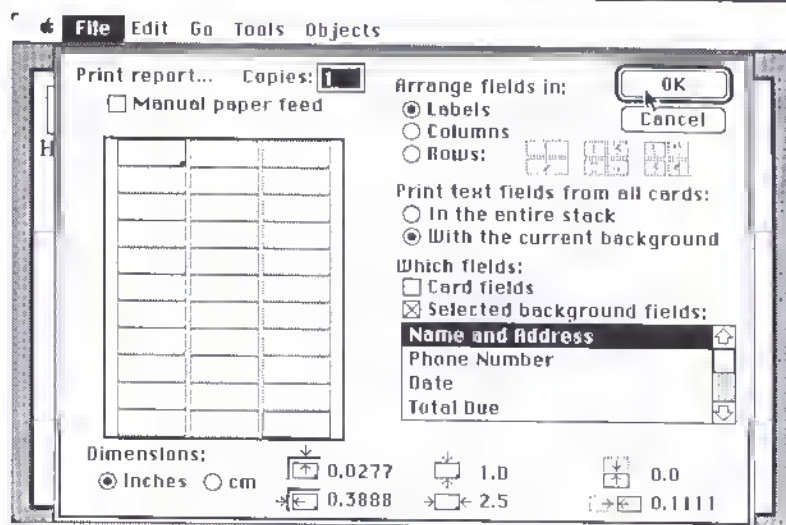 File Edit Go Tools Objects
Print report... Copies: 1
Manual paper feed
H
Arrange fields in:
Labels
Columns
Rows:
OK
Cancel
Print text fields from all cards:
In the entire stack
With the current background
Which fields:
Card fields
Selected background fields:
Name and Address
Phone Number
Date
Total Due
Dimensions:
Inches cm
0.0277 1.0 0.0
0.3888 2.5 0.1111